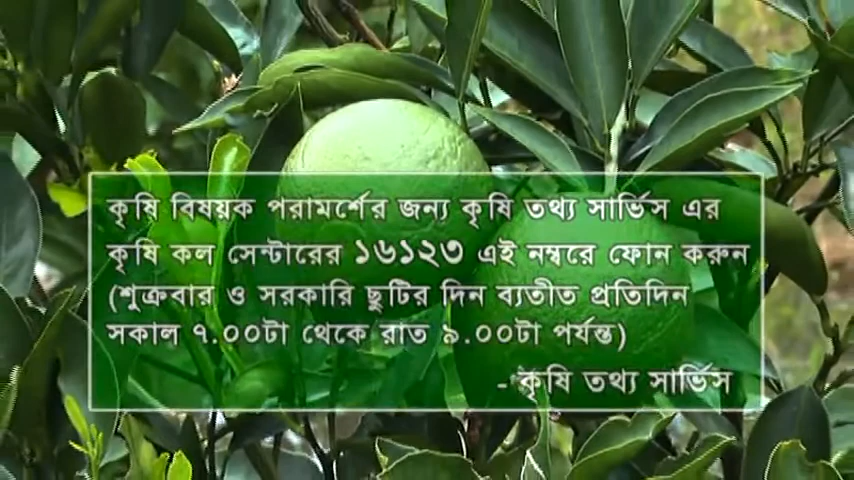 কৃষি বিষয়ক পরামর্শের জন্য কৃষি তথ্য সার্ভিস এর
কৃষি কল সেন্টারের ১৬১২৩ এই নম্বরে ফোন করুন
(শুক্রবার ও সরকারি ছুটির দিন ব্যতীত প্রতিদিন
সকাল ৭.০০টা থেকে রাত ৯.০০ টা পর্যন্ত)
-কৃষি তথ্য সার্ভিস